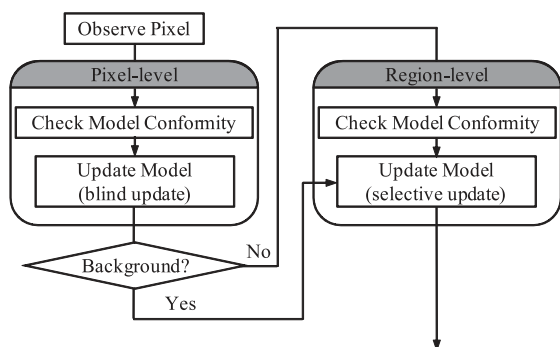 Observe Pixel
Pixel-level
Check Model Conformity
Update Model
(blind update)
Background?
No
Yes
Region-level
Check Model Conformity
Update Model
(selective update)